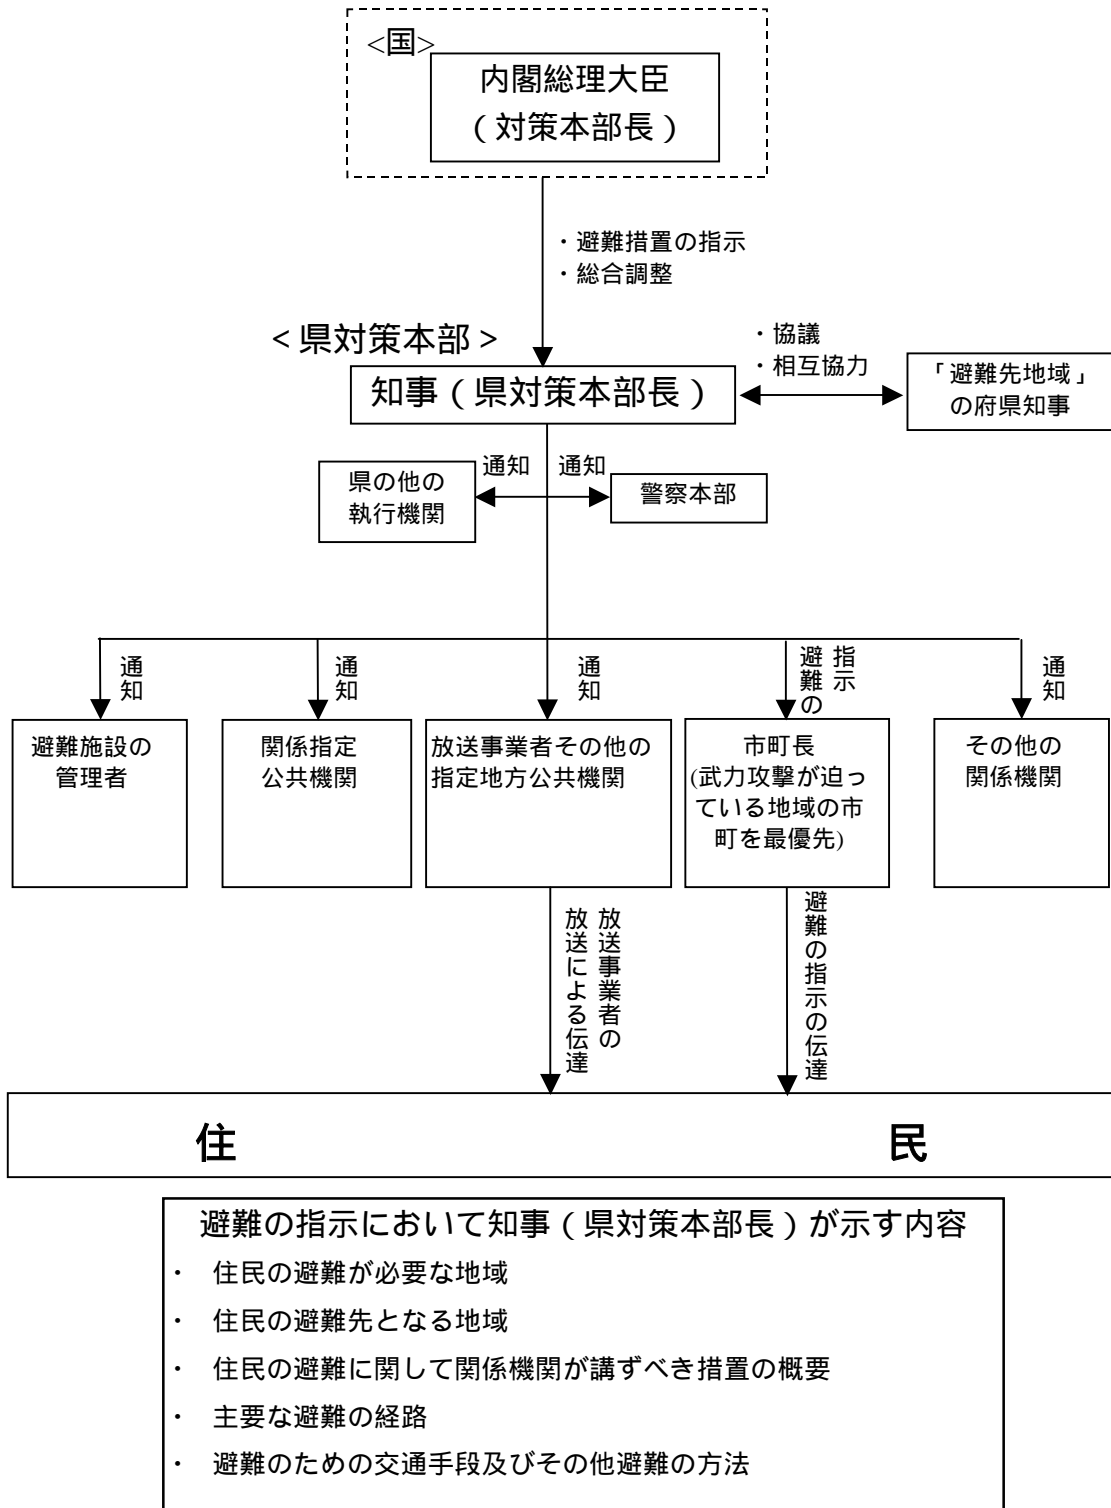 <国>
内閣総理大臣
（対策本部長）
・避難措置の指示
・総合調整
＜県対策本部＞
知事（県対策本部長）
・協議
・相互協力
「避難先地域」
の府県知事
通知
通知
県の他の
執行機関
警察本部
通知
通知
通知
避難の
指示
通知
避難施設の
管理者
関係指定
公共機関
放送事業者その他の
指定地方公共機関
市町長
(武力攻撃が迫っ
ている地域の市
町を最優先)
その他の
関係機関
放送事業者の
放送による伝達
避難の指示の伝達
住 民
避難の指示において知事（県対策本部長）が示す内容
・ 住民の避難が必要な地域
・ 住民の避難先となる地域
・ 住民の避難に関して関係機関が講ずべき措置の概要
・ 主要な避難の経路
・ 避難のための交通手段及びその他避難の方法